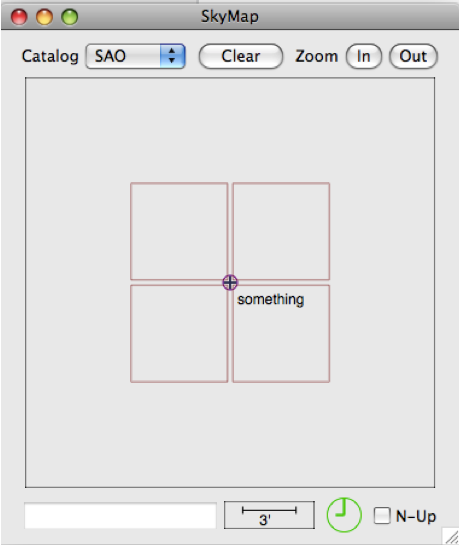 SkyMap
Catalog SAO Clear Zoom In Out
something
3' N-Up